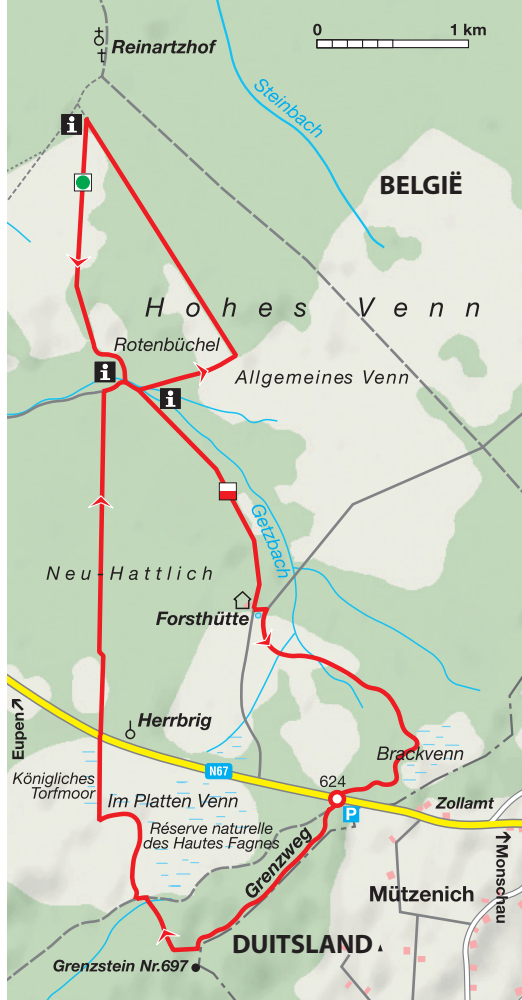 0 1 km
Reinartzhof
i
Steinbach
BELGIË
Hohes Venn
Rotenbüchel
i
Allgemeines Venn
i
Getzbach
Neu-Hattlich
Forsthütte
Eupen
Herrbrig
Brackvenn
N67
624
Königliches
Torfmoor
Im Platten Venn
P
Zollamt
Réserve naturelle
des Hautes Fagnes
Grenzweg
Monschau
Mützenich
DUITSLAND
Grenzstein Nr.697